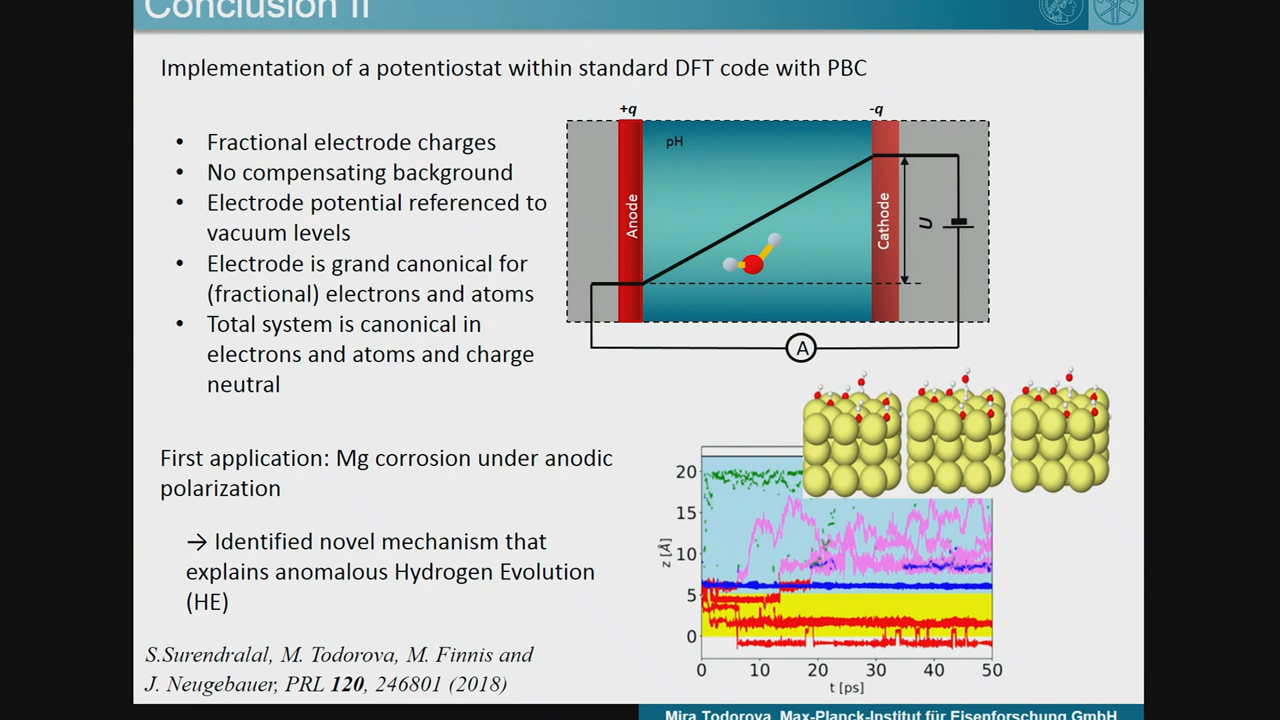 Conclusion II
Implementation of a potentiostat within standard DFT code with PBC
• Fractional electrode charges
• No compensating background
• Electrode potential referenced to
vacuum levels
• Electrode is grand canonical for
(fractional) electrons and atoms
• Total system is canonical in
electrons and atoms and charge
neutral
+q
-q
pH
Anode
Cathode
U
A
First application: Mg corrosion under anodic
polarization
→ Identified novel mechanism that
explains anomalous Hydrogen Evolution
(HE)
S.Surendralal, M. Todorova, M. Finnis and
J. Neugebauer, PRL 120, 246801 (2018)
z [Å]
20
15
10
5
0
0 10 20 30 40 50
t [ps]
Mira Todorova, Max-Planck-Institut für Eisenforschung GmbH